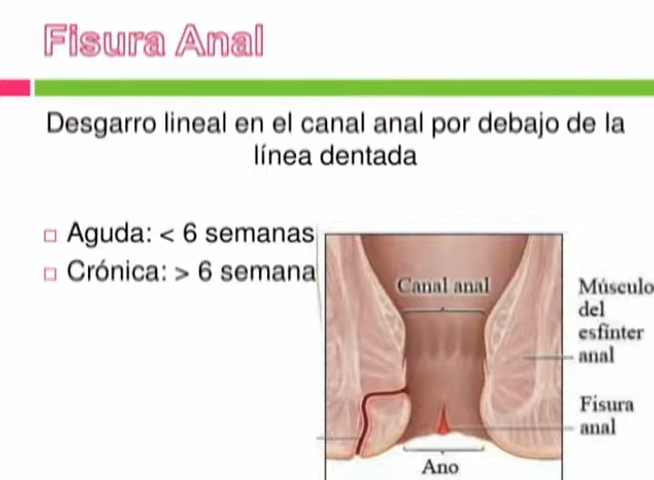 Fisura Anal
Desgarro lineal en el canal anal por debajo de la
línea dentada
Aguda: < 6 semanas
Crónica: > 6 semana
Canal anal
Músculo
del
esfínter
anal
Fisura
anal
Ano